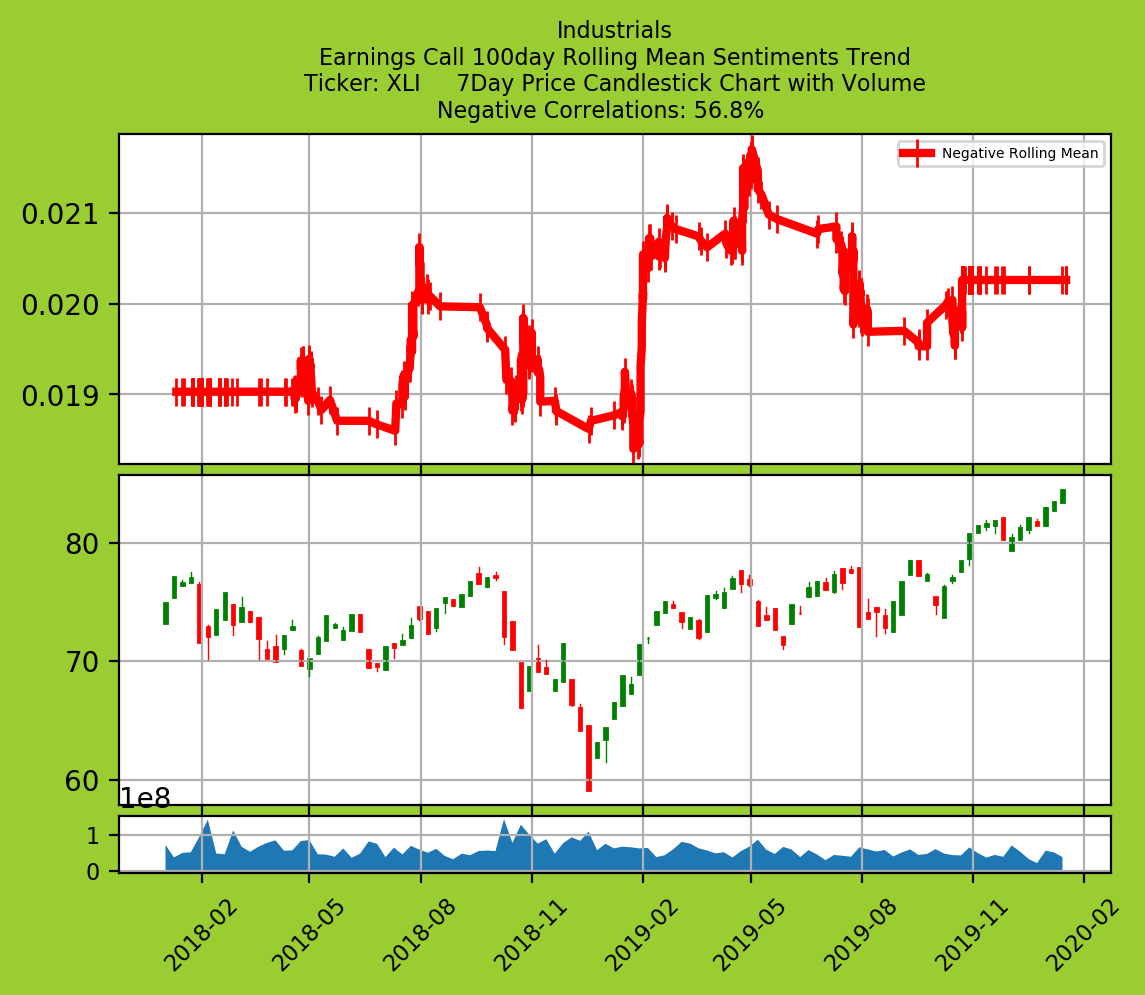 Industrials
Earnings Call 100day Rolling Mean Sentiments Trend
Ticker: XLI     7Day Price Candlestick Chart with Volume
Negative Correlations: 56.8%
Negative Rolling Mean
0.021
0.020
0.019
80
70
60
1e8
1
0
2018-02
2018-05
2018-08
2018-11
2019-02
2019-05
2019-08
2019-11
2020-02